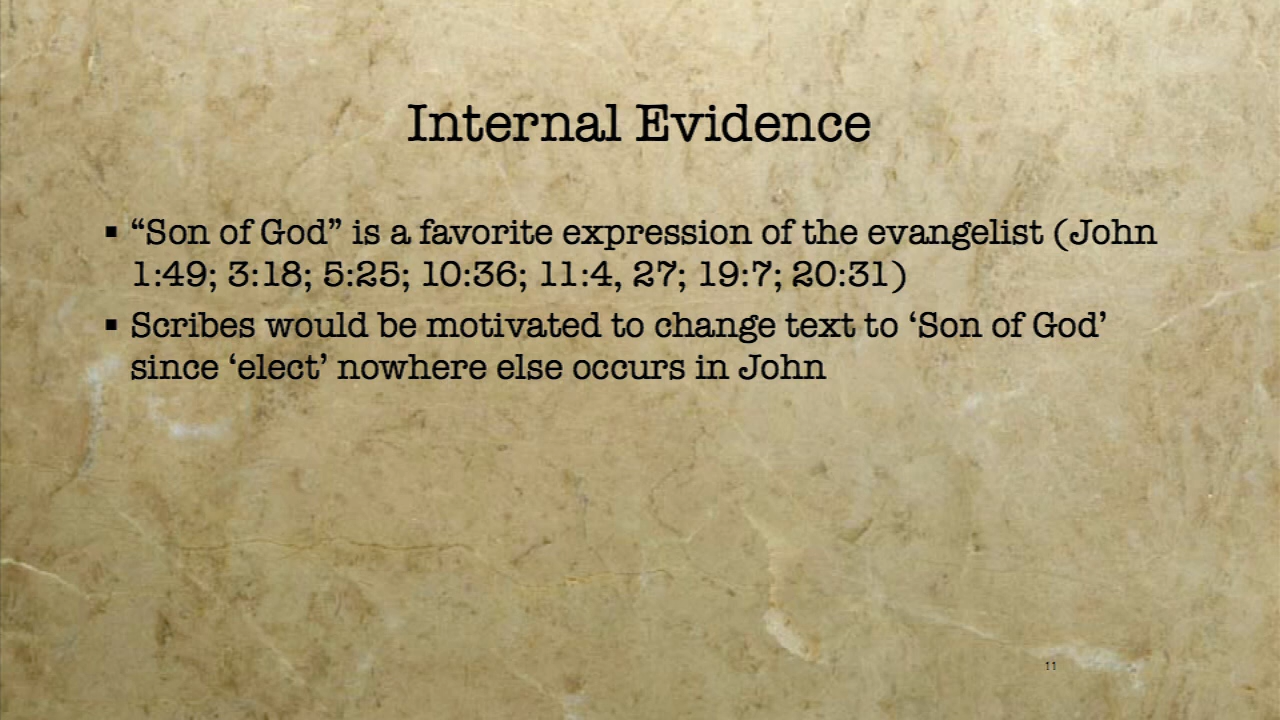 Internal Evidence
▪ “Son of God” is a favorite expression of the evangelist (John
1:49; 3:18; 5:25; 10:36; 11:4, 27; 19:7; 20:31)
▪ Scribes would be motivated to change text to ‘Son of God’
since ‘elect’ nowhere else occurs in John
11